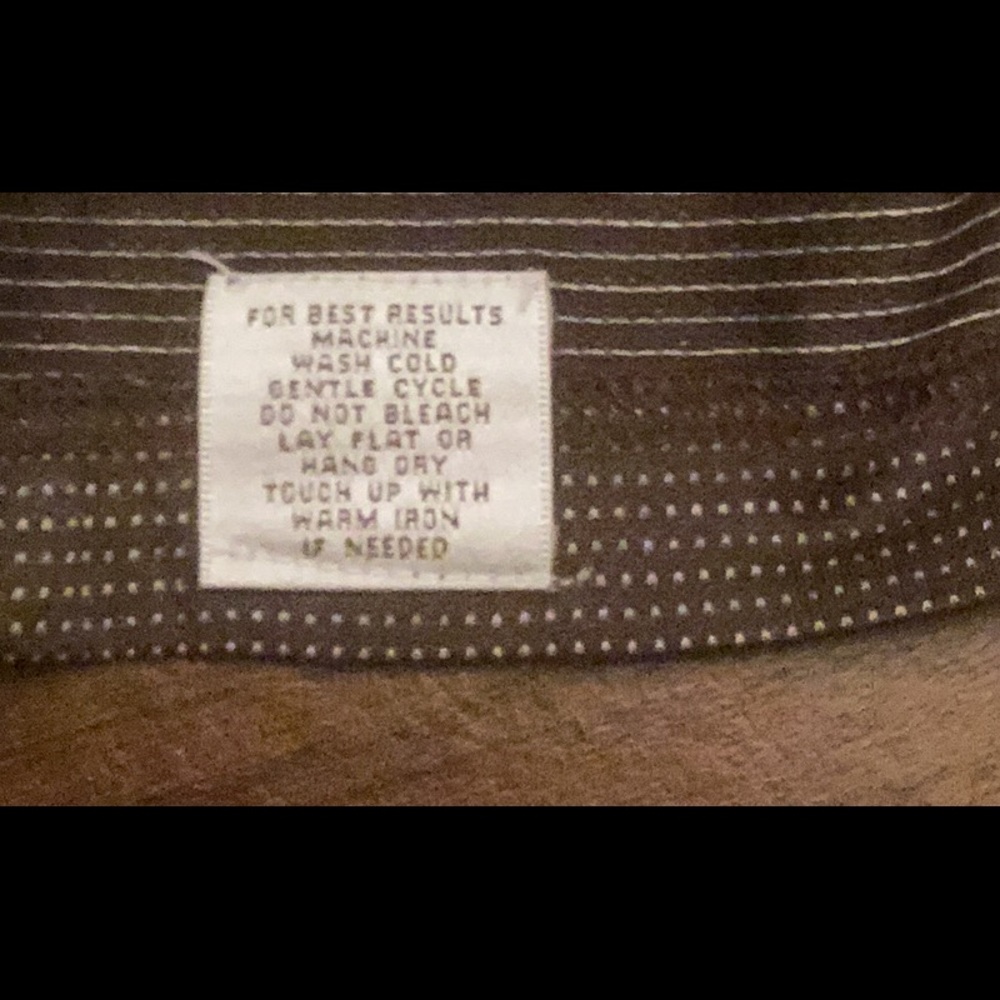 FOR BEST RESULTS
MACHINE
WASH COLD
GENTLE CYCLE
DO NOT BLEACH
LAY FLAT OR
HANG DRY
TOUCH UP WITH
WARM IRON
IF NEEDED